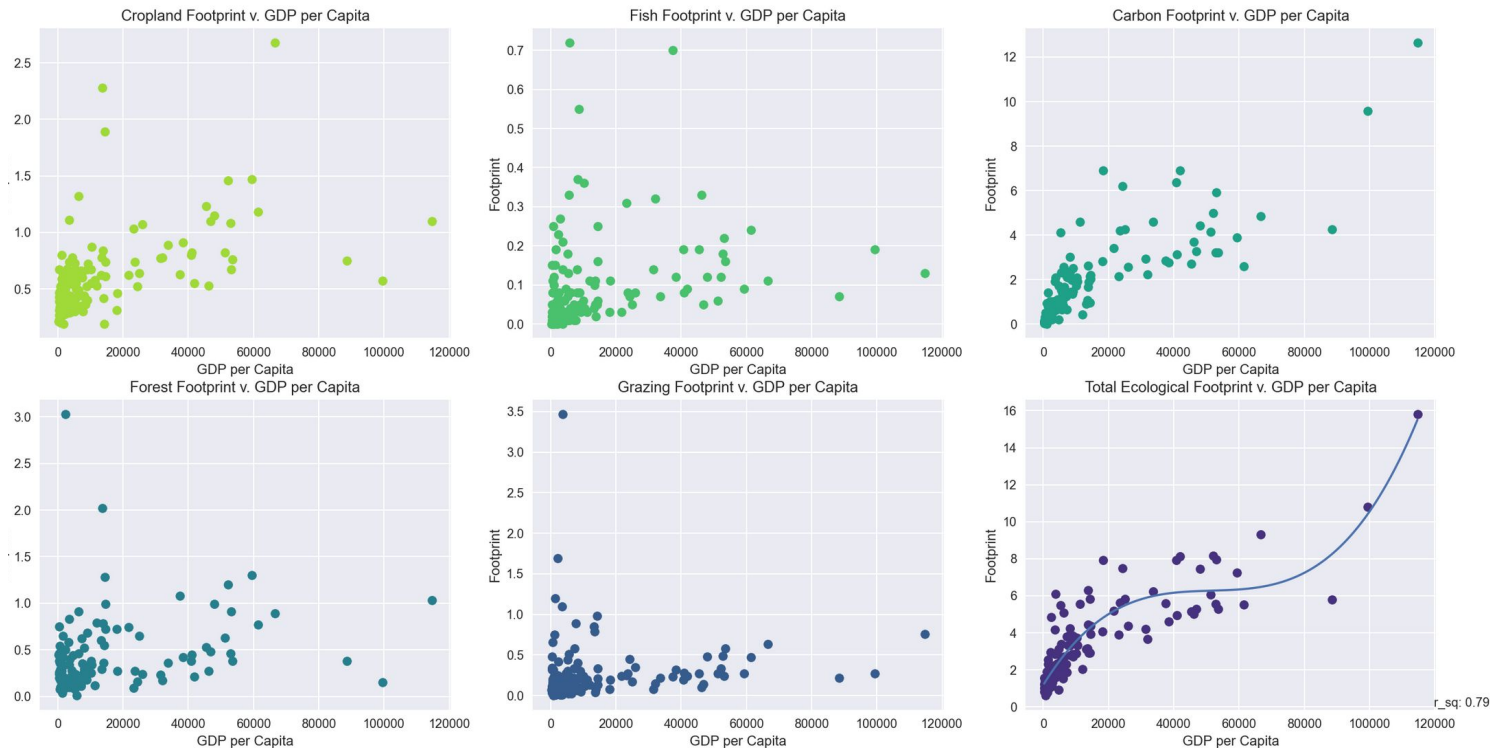 Cropland Footprint v. GDP per Capita
2.5
2.0
1.5
1.0
0.5
0 20000 40000 60000 80000 100000 120000
GDP per Capita
Fish Footprint v. GDP per Capita
Footprint
0.7
0.6
0.5
0.4
0.3
0.2
0.1
0.0
0 20000 40000 60000 80000 100000 120000
GDP per Capita
Carbon Footprint v. GDP per Capita
Footprint
12
10
8
6
4
2
0
0 20000 40000 60000 80000 100000 120000
GDP per Capita
Forest Footprint v. GDP per Capita
3.0
2.5
2.0
1.5
1.0
0.5
0.0
0 20000 40000 60000 80000 100000 120000
GDP per Capita
Grazing Footprint v. GDP per Capita
Footprint
3.5
3.0
2.5
2.0
1.5
1.0
0.5
0.0
0 20000 40000 60000 80000 100000 120000
GDP per Capita
Total Ecological Footprint v. GDP per Capita
Footprint
16
14
12
10
8
6
4
2
0
r_sq: 0.79
0 20000 40000 60000 80000 100000 120000
GDP per Capita